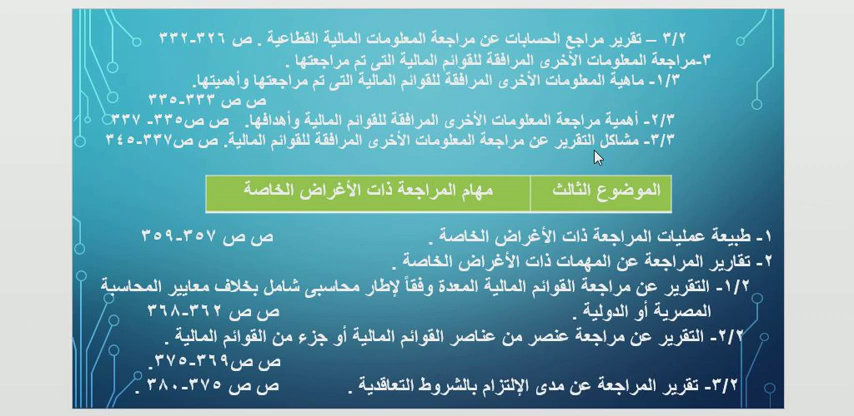 ٣/٢ – تقرير مراجع الحسابات عن مراجعة المعلومات المالية القطاعية . ص ٣٢٦-٣٣٢
٣-مراجعة المعلومات الأخرى المرافقة للقوائم المالية التى تم مراجعتها .
١/٣- ماهية المعلومات الأخرى المرافقة للقوائم المالية التى تم مراجعتها وأهميتها.
ص ص ٣٣٣-٣٣٥
٢/٣- أهمية مراجعة المعلومات الأخرى المرافقة للقوائم المالية وأهدافها. ص ص٣٣٥- ٣٣٧
٣/٣- مشاكل التقرير عن مراجعة المعلومات الأخرى المرافقة للقوائم المالية. ص ص٣٣٧-٣٤٥
الموضوع الثالث مهام المراجعة ذات الأغراض الخاصة
١- طبيعة عمليات المراجعة ذات الأغراض الخاصة . ص ص ٣٥٧-٣٥٩
٢- تقارير المراجعة عن المهمات ذات الأغراض الخاصة .
١/٢- التقرير عن مراجعة القوائم المالية المعدة وفقاً لإطار محاسبى شامل بخلاف معايير المحاسبة
المصرية أو الدولية . ص ص ٣٦٢-٣٦٨
٢/٢- التقرير عن مراجعة عنصر من عناصر القوائم المالية أو جزء من القوائم المالية .
ص ص٣٦٩-٣٧٥.
٣/٢- تقرير المراجعة عن مدى الإلتزام بالشروط التعاقدية . ص ص ٣٧٥-٣٨٠ .